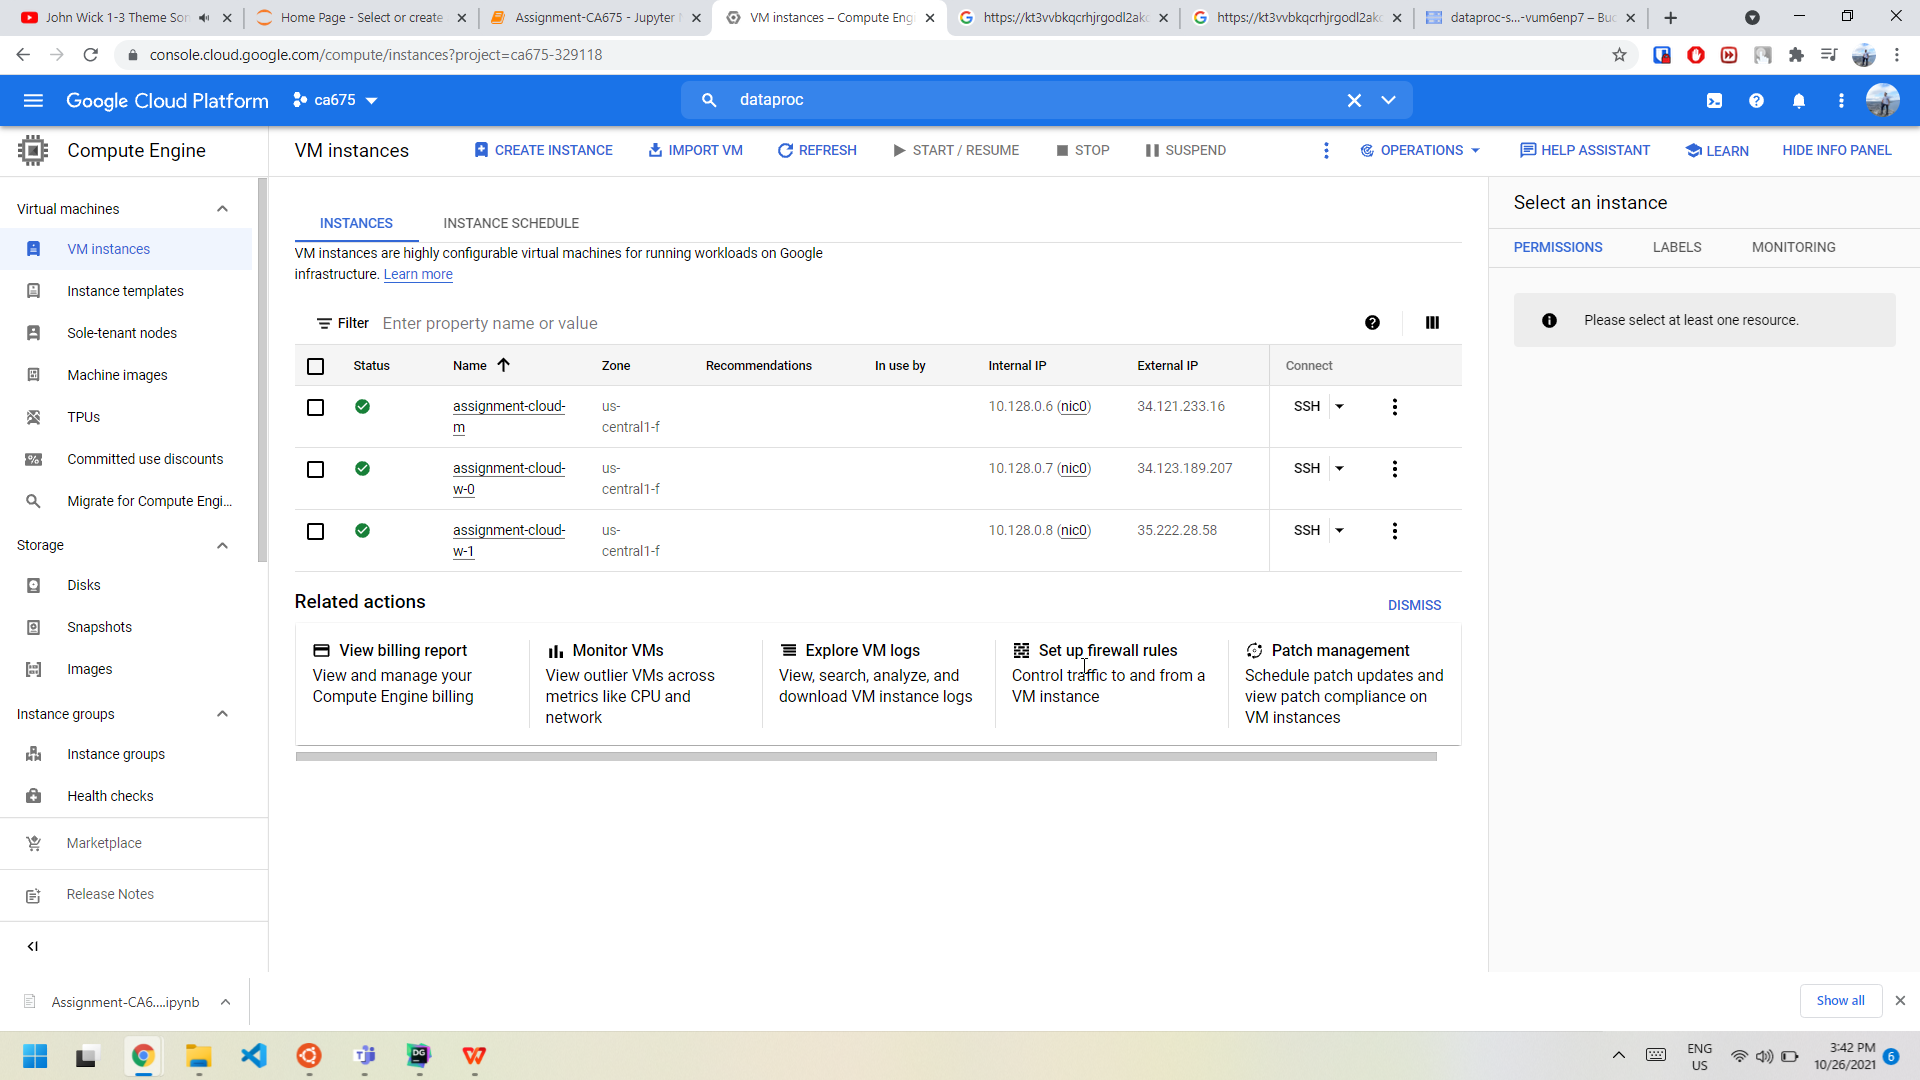 John Wick 1-3 Theme Son
Home Page - Select or create
Assignment-CA675 - Jupyter
VM instances – Compute Eng
https://kt3vvbkqcrhjrgodl2ak
https://kt3vvbkqcrhjrgodl2ak
dataproc-s...-vum6enp7 – Buc
console.cloud.google.com/compute/instances?project=ca675-329118
Google Cloud Platform
ca675
dataproc
Compute Engine
VM instances
CREATE INSTANCE
IMPORT VM
REFRESH
START / RESUME
STOP
SUSPEND
OPERATIONS
HELP ASSISTANT
LEARN
HIDE INFO PANEL
Virtual machines
VM instances
Instance templates
Sole-tenant nodes
Machine images
TPUs
Committed use discounts
Migrate for Compute Engi...
Storage
Disks
Snapshots
Images
Instance groups
Instance groups
Health checks
Marketplace
Release Notes
INSTANCES
INSTANCE SCHEDULE
VM instances are highly configurable virtual machines for running workloads on Google
infrastructure. Learn more
Filter Enter property name or value
Status Name Zone Recommendations In use by Internal IP External IP Connect
assignment-cloud- us- 10.128.0.6 (nic0) 34.121.233.16 SSH
m central1-f
assignment-cloud- us- 10.128.0.7 (nic0) 34.123.189.207 SSH
w-0 central1-f
assignment-cloud- us- 10.128.0.8 (nic0) 35.222.28.58 SSH
w-1 central1-f
Related actions
DISMISS
View billing report
View and manage your
Compute Engine billing
Monitor VMs
View outlier VMs across
metrics like CPU and
network
Explore VM logs
View, search, analyze, and
download VM instance logs
Set up firewall rules
Control traffic to and from a
VM instance
Patch management
Schedule patch updates and
view patch compliance on
VM instances
Select an instance
PERMISSIONS
LABELS
MONITORING
Please select at least one resource.
Assignment-CA6....ipynb
Show all
ENG
US
3:42 PM
10/26/2021
6